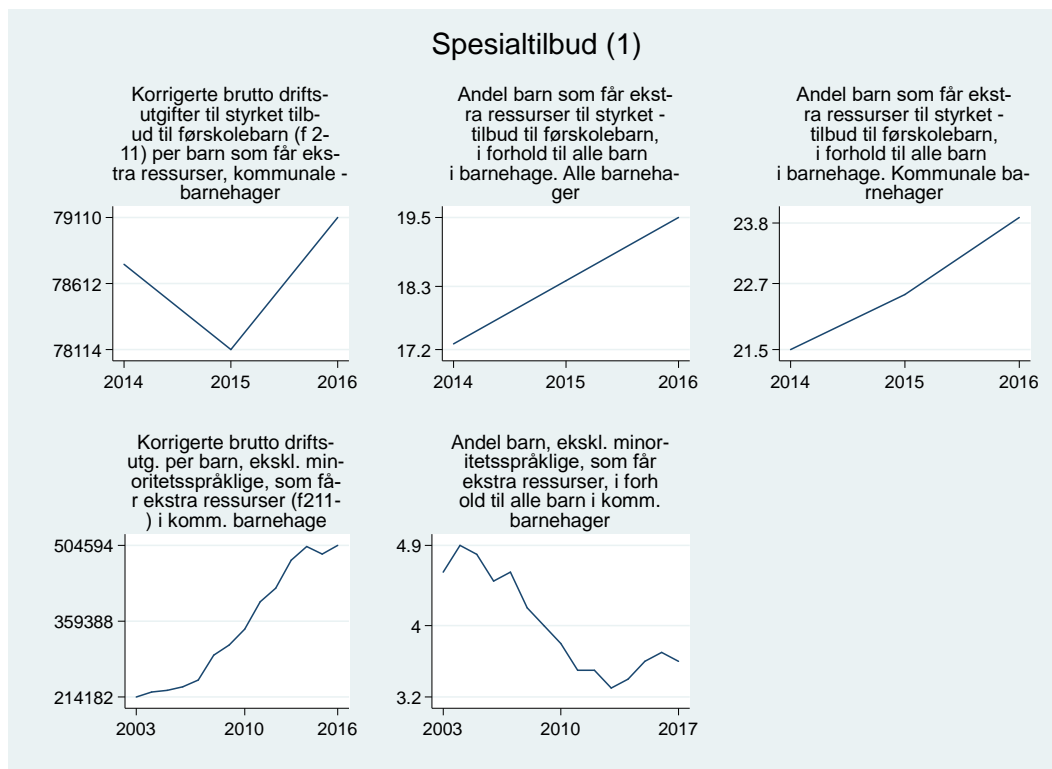 Spesialtilbud (1)
Korrigerte brutto drifts-
utgifter til styrket tilb-
ud til førskolebarn (f 2-
11) per barn som får eks-
tra ressurser, kommunale -
barnehager
79110
78612
78114
2014 2015 2016
Andel barn som får ekst-
ra ressurser til styrket -
tilbud til førskolebarn,
i forhold til alle barn
i barnehage. Alle barneha-
ger
19.5
18.3
17.2
2014 2015 2016
Andel barn som får ekst-
ra ressurser til styrket -
tilbud til førskolebarn,
i forhold til alle barn
i barnehage. Kommunale ba-
rnehager
23.8
22.7
21.5
2014 2015 2016
Korrigerte brutto drifts-
utg. per barn, ekskl. min-
oritetsspråklige, som få-
r ekstra ressurser (f211-
) i komm. barnehage
504594
359388
214182
2003 2010 2016
Andel barn, ekskl. minor-
itetsspråklige, som får
ekstra ressurser, i forh
old til alle barn i komm.
barnehager
4.9
4
3.2
2003 2010 2017